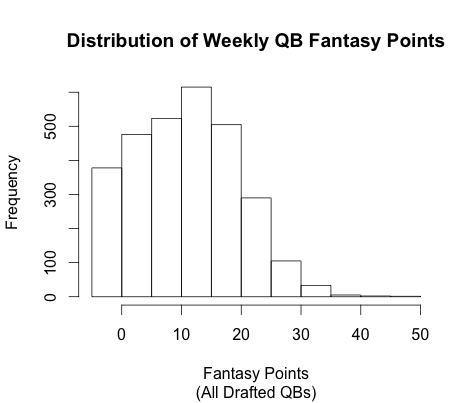 Distribution of Weekly QB Fantasy Points
Frequency
500
300
100
0
0 10 20 30 40 50
Fantasy Points
(All Drafted QBs)